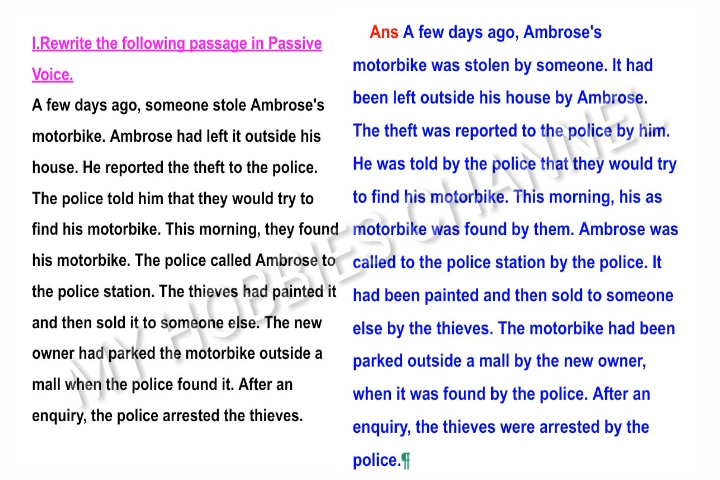 I.Rewrite the following passage in Passive
Voice.
A few days ago, someone stole Ambrose's
motorbike. Ambrose had left it outside his
house. He reported the theft to the police.
The police told him that they would try to
find his motorbike. This morning, they found
his motorbike. The police called Ambrose to
the police station. The thieves had painted it
and then sold it to someone else. The new
owner had parked the motorbike outside a
mall when the police found it. After an
enquiry, the police arrested the thieves.
Ans A few days ago, Ambrose's
motorbike was stolen by someone. It had
been left outside his house by Ambrose.
The theft was reported to the police by him.
He was told by the police that they would try
to find his motorbike. This morning, his as
motorbike was found by them. Ambrose was
called to the police station by the police. It
had been painted and then sold to someone
else by the thieves. The motorbike had been
parked outside a mall by the new owner,
when it was found by the police. After an
enquiry, the thieves were arrested by the
police.¶
MY HOBBIES CHANNEL